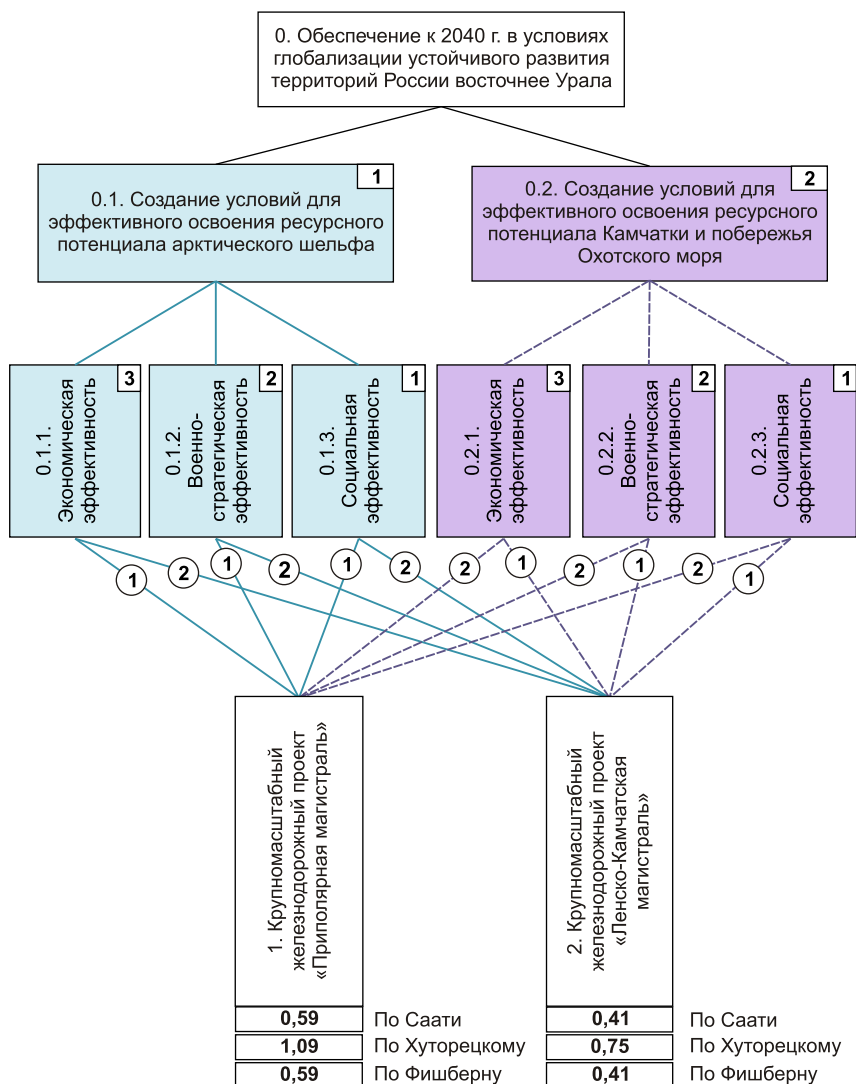 0. Обеспечение к 2040 г. в условиях
глобализации устойчивого развития
территорий России восточнее Урала
1
0.1. Создание условий для
эффективного освоения ресурсного
потенциала арктического шельфа
2
0.2. Создание условий для
эффективного освоения ресурсного
потенциала Камчатки и побережья
Охотского моря
3
0.1.1.
Экономическая
эффективность
2
0.1.2.
Военно-
стратегическая
эффективность
1
0.1.3.
Социальная
эффективность
3
0.2.1.
Экономическая
эффективность
2
0.2.2.
Военно-
стратегическая
эффективность
1
0.2.3.
Социальная
эффективность
1
2
1
2
1
2
2
1
2
1
2
1
1. Крупномасштабный
железнодорожный проект
«Приполярная магистраль»
2. Крупномасштабный
железнодорожный проект
«Ленско-Камчатская
магистраль»
0,59 По Саати
1,09 По Хуторецкому
0,59 По Фишберну
0,41 По Саати
0,75 По Хуторецкому
0,41 По Фишберну